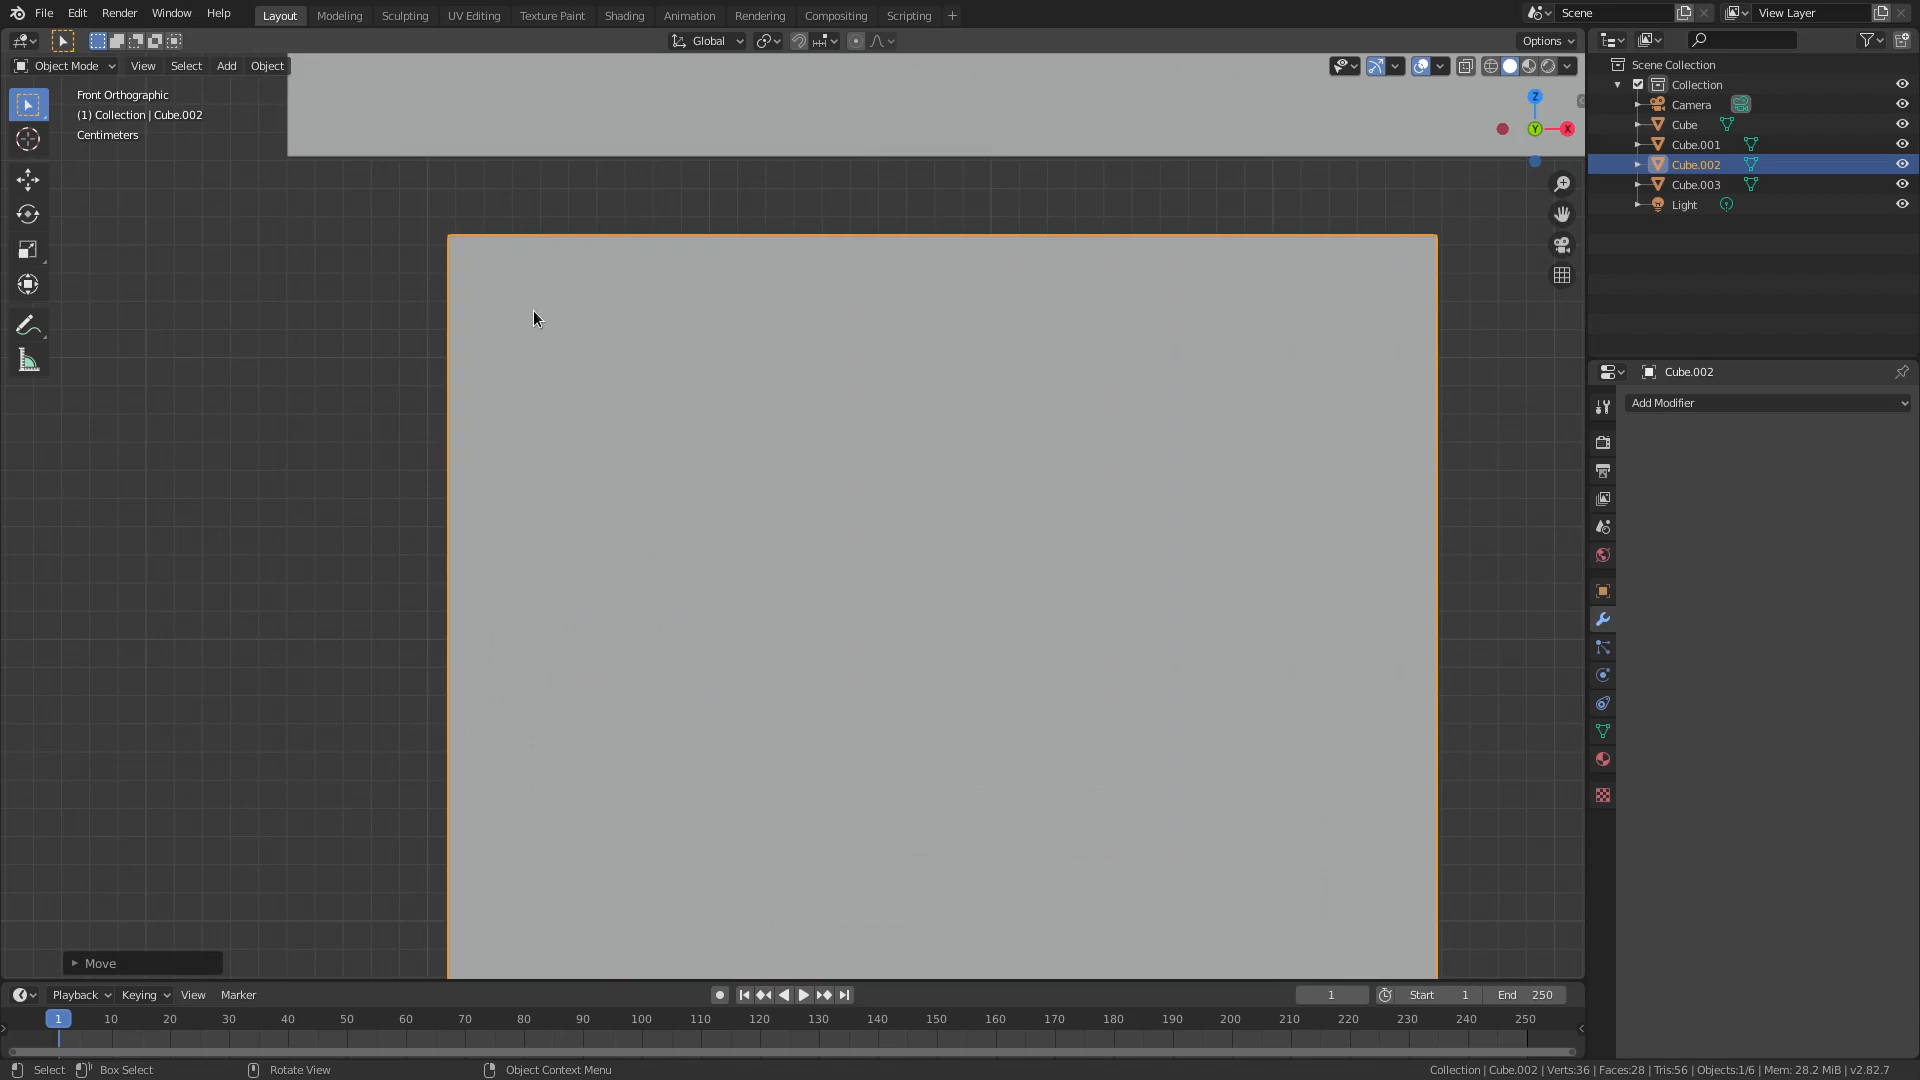 File Edit Render Window Help Layout Modeling Sculpting UV Editing Texture Paint Shading Animation Rendering Compositing Scripting + Scene View Layer
Global Options
Object Mode View Select Add Object
Front Orthographic
(1) Collection | Cube.002
Centimeters
Z
Y
X
Scene Collection
Collection
Camera
Cube
Cube.001
Cube.002
Cube.003
Light
Cube.002
Add Modifier
Move
Playback Keying View Marker 1 Start 1 End 250
1 10 20 30 40 50 60 70 80 90 100 110 120 130 140 150 160 170 180 190 200 210 220 230 240 250
Select Box Select Rotate View Object Context Menu Collection | Cube.002 | Verts:36 | Faces:28 | Tris:56 | Objects:1/6 | Mem: 28.2 MiB | v2.82.7